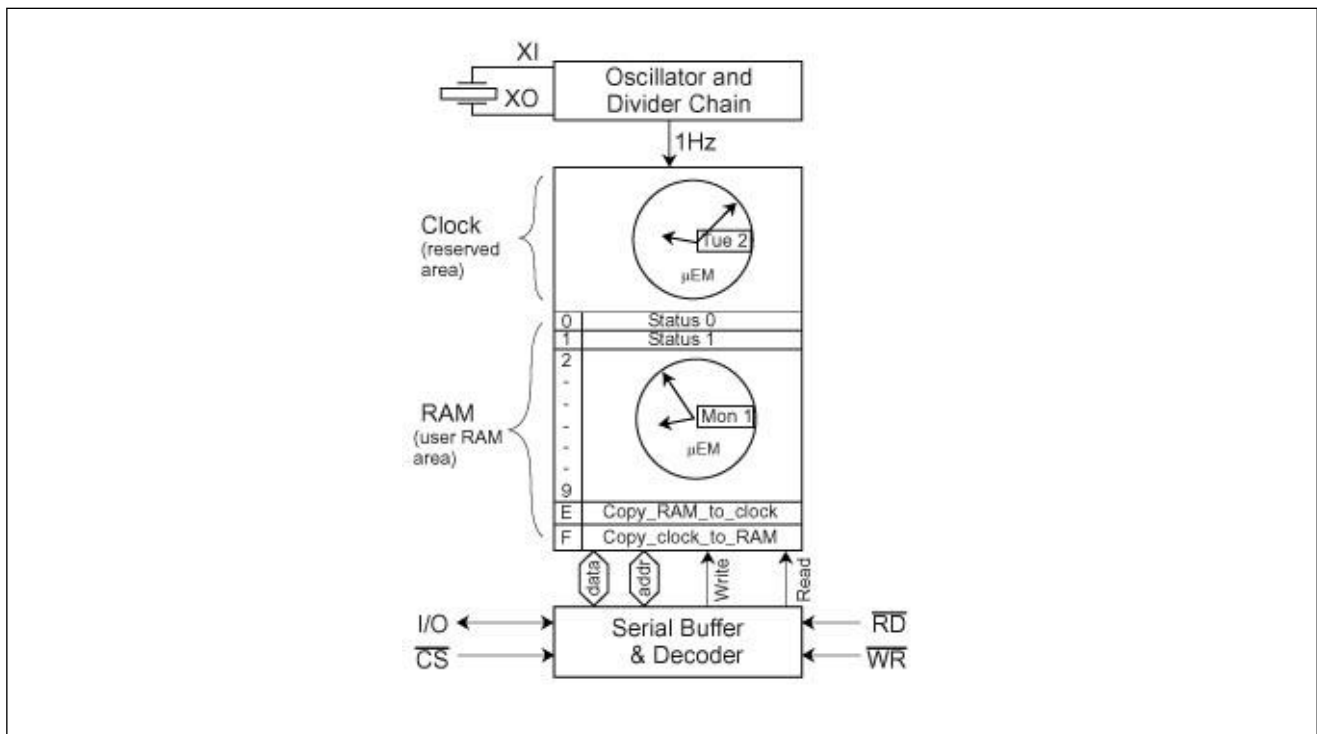 XI
XO
Oscillator and
Divider Chain
1Hz
Clock
(reserved
area)
Tue 2
μEM
0 Status 0
1 Status 1
2
-
-
-
-
-
9
RAM
(user RAM
area)
Mon 1
μEM
E Copy_RAM_to_clock
F Copy_clock_to_RAM
data
addr
Write
Read
I/O
CS
Serial Buffer
& Decoder
RD
WR